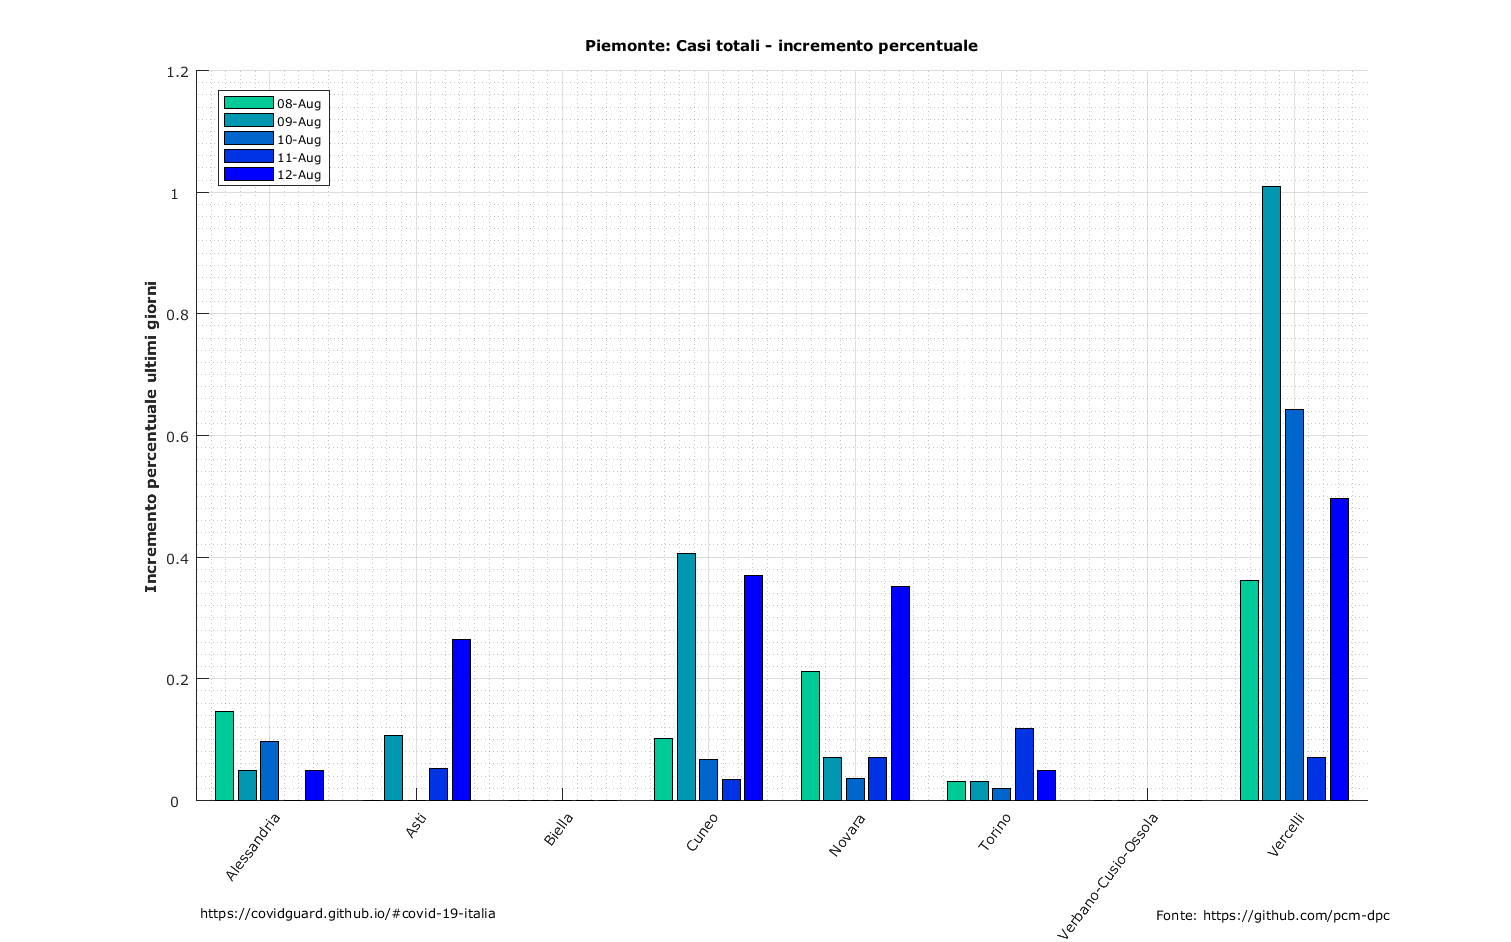 Piemonte: Casi totali - incremento percentuale
1.2
1
0.8
0.6
0.4
0.2
0
Incremento percentuale ultimi giorni
08-Aug
09-Aug
10-Aug
11-Aug
12-Aug
Alessandria
Asti
Biella
Cuneo
Novara
Torino
Verbano-Cusio-Ossola
Vercelli
https://covidguard.github.io/#covid-19-italia
Fonte: https://github.com/pcm-dpc